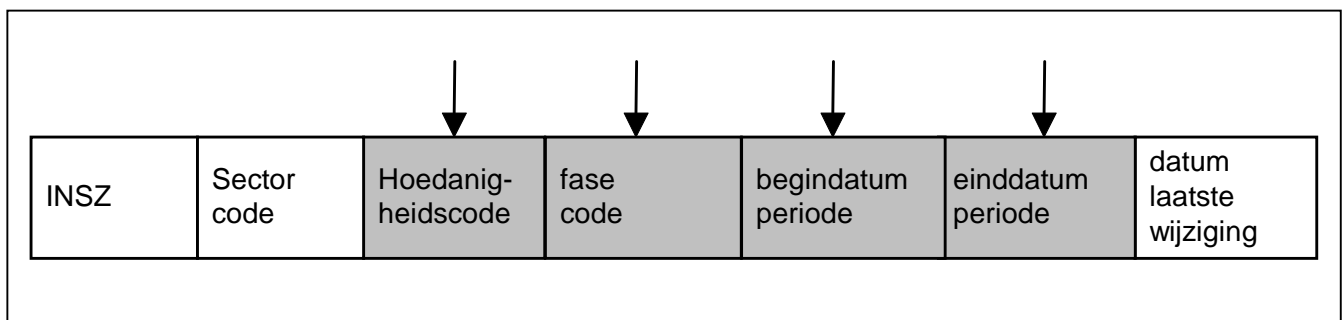 INSZ
Sector
code
Hoedanig-
heidscode
fase
code
begindatum
periode
einddatum
periode
datum
laatste
wijziging